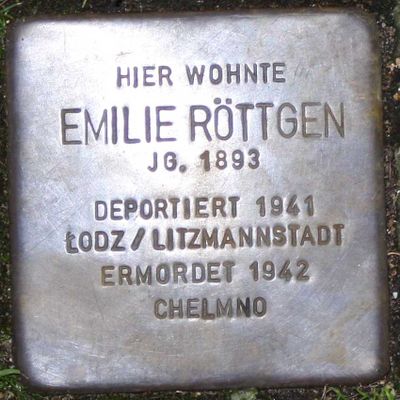 HIER WOHNTE
EMILIE RÖTTGEN
JG. 1893
DEPORTIERT 1941
ŁODZ / LITZMANNSTADT
ERMORDET 1942
CHELMNO